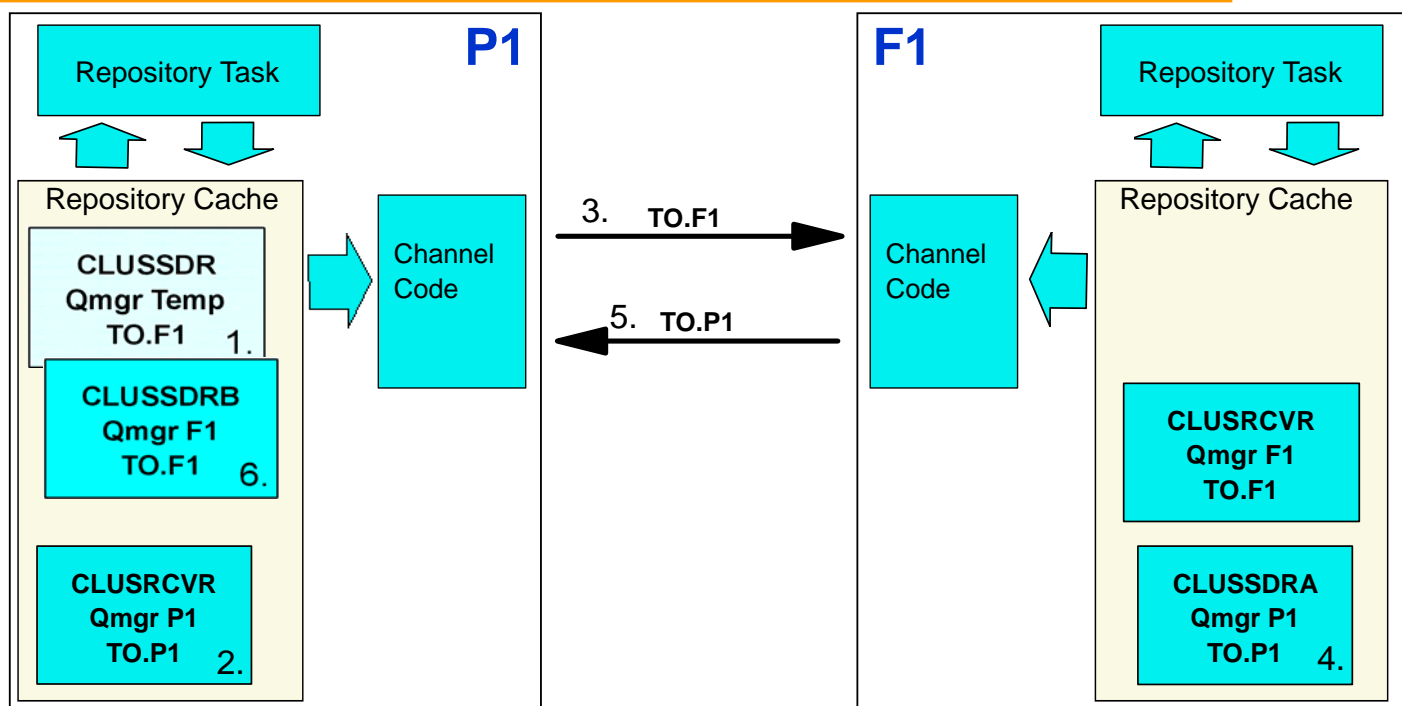 P1
Repository Task
Repository Cache
CLUSSDR
Qmgr Temp
TO.F1
1.
CLUSSDRB
Qmgr F1
TO.F1
6.
CLUSRCVR
Qmgr P1
TO.P1
2.
Channel
Code
3. TO.F1
5. TO.P1
F1
Repository Task
Repository Cache
Channel
Code
CLUSRCVR
Qmgr F1
TO.F1
CLUSSDRA
Qmgr P1
TO.P1
4.